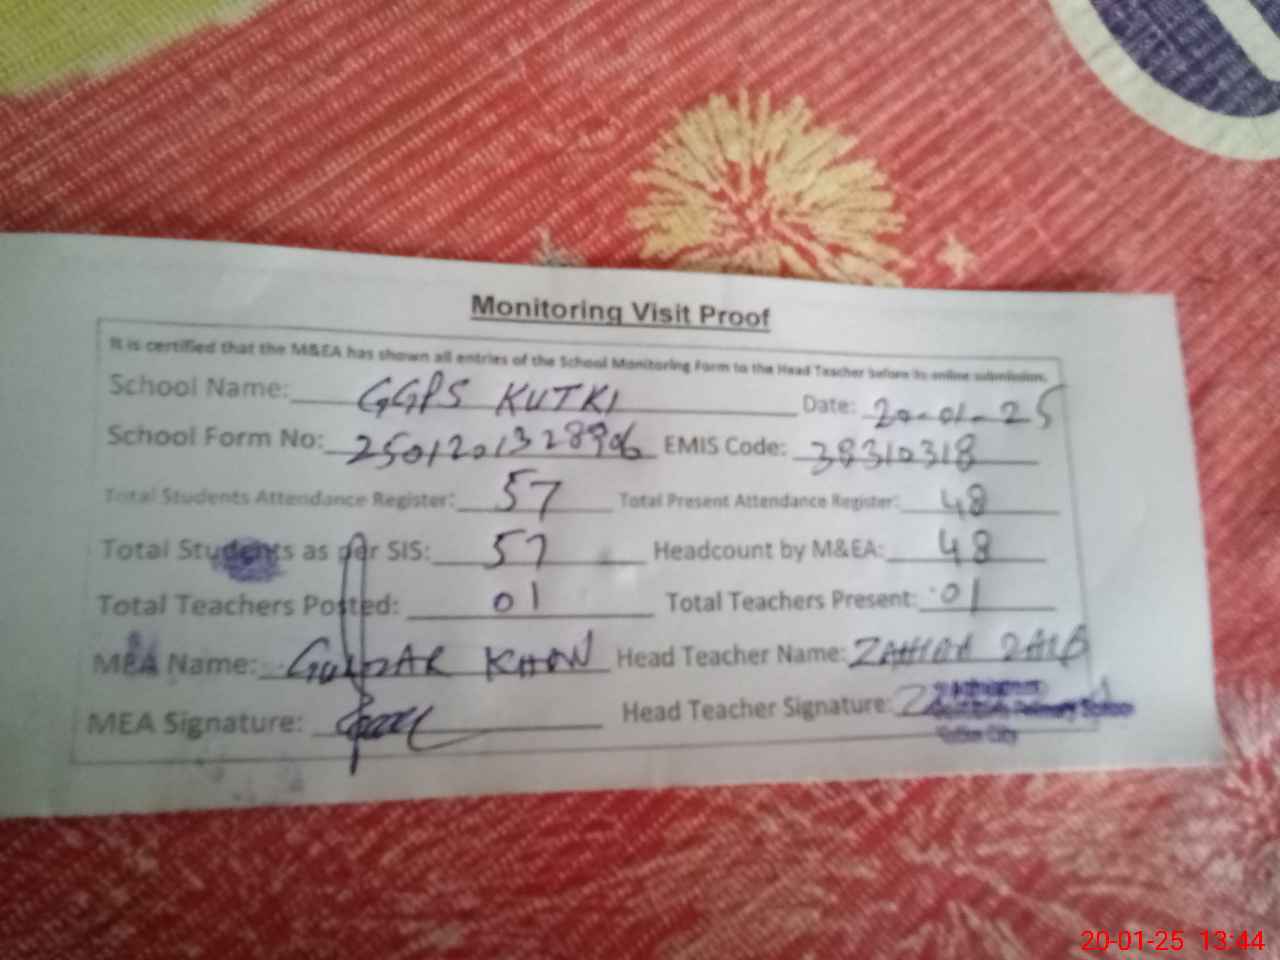 Monitoring Visit Proof
It is certified that the M&EA has shown all entries of the School Monitoring Form to the Head Teacher before its online submission.
School Name: GGPS KUTKI Date: 20-01-25
School Form No: EMIS Code: 38310318
Total Students Attendance Register: 57 Total Present Attendance Register: 48
Total Students as per SIS: 57 Headcount by M&EA: 48
Total Teachers Posted: 01 Total Teachers Present: 01
MEA Name: GULZAR KHAN Head Teacher Name: ZAHIDA ZAIB
MEA Signature: Head Teacher Signature:
20-01-25 13:44